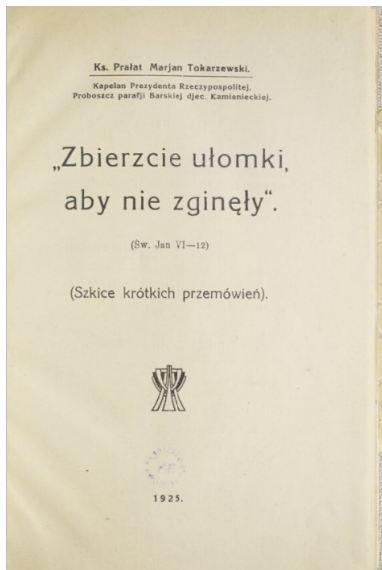 Ks. Prałat Marjan Tokarzewski.
Kapelan Prezydenta Rzeczypospolitej.
Proboszcz parafji Barskiej djec. Kamienieckiej.
„Zbierzcie ułomki,
aby nie zginęły“.
(Św. Jan VI—12)
(Szkice krótkich przemówień).
1925.